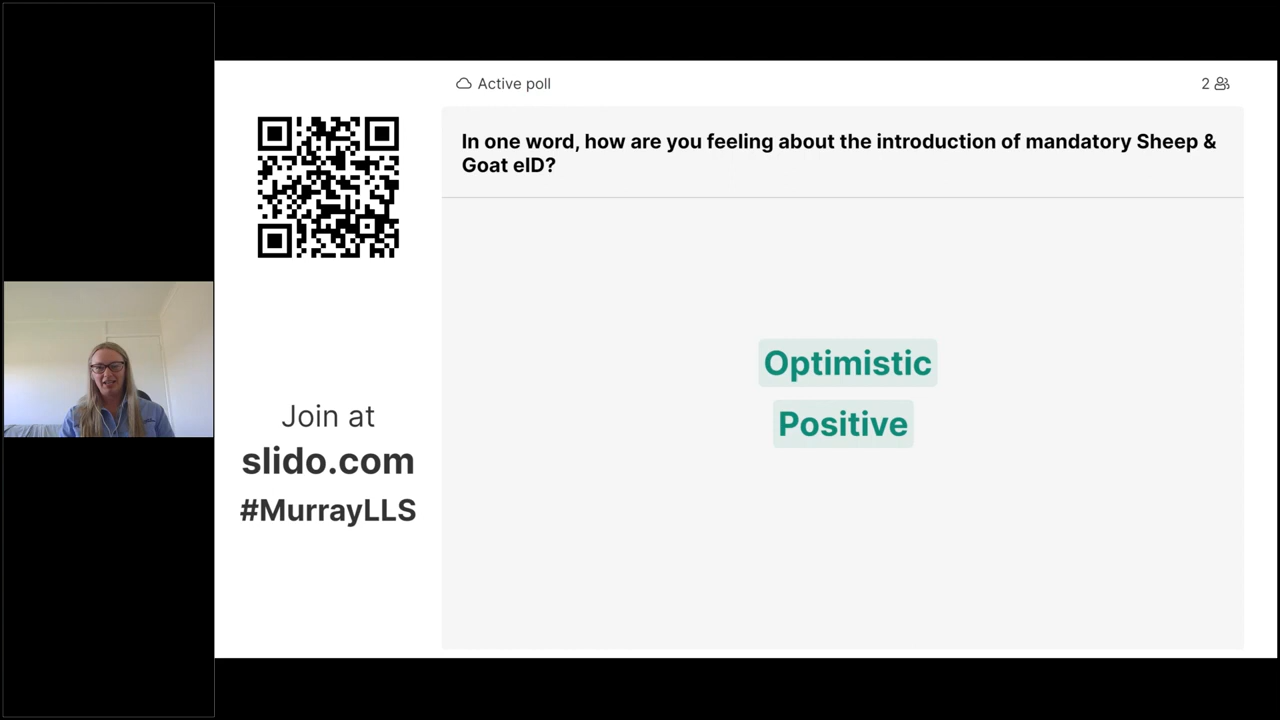 Active poll
2
In one word, how are you feeling about the introduction of mandatory Sheep &
Goat eID?
Optimistic
Positive
Join at
slido.com
#MurrayLLS